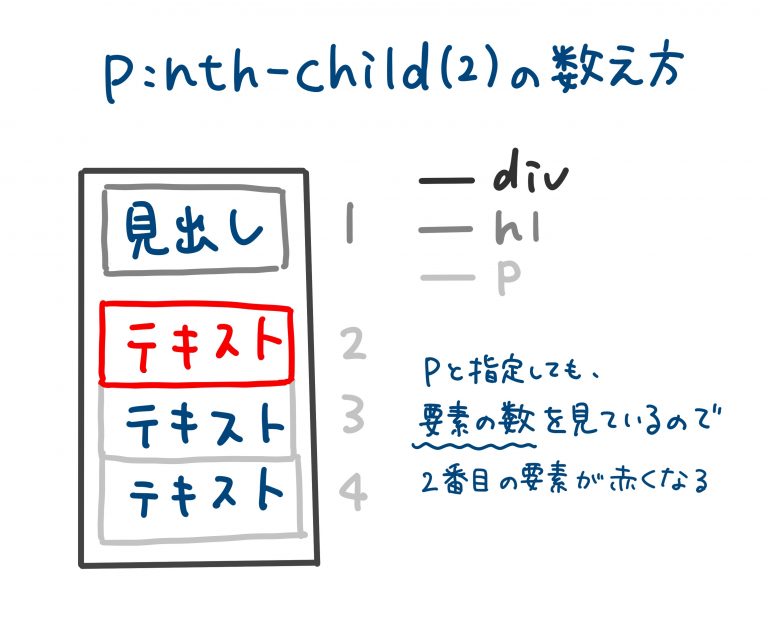 p:nth-child(2)の数え方
見出し 1
テキスト 2
テキスト 3
テキスト 4
div
h1
p
Pと指定しても、
要素の数を見ているので
2番目の要素が赤くなる